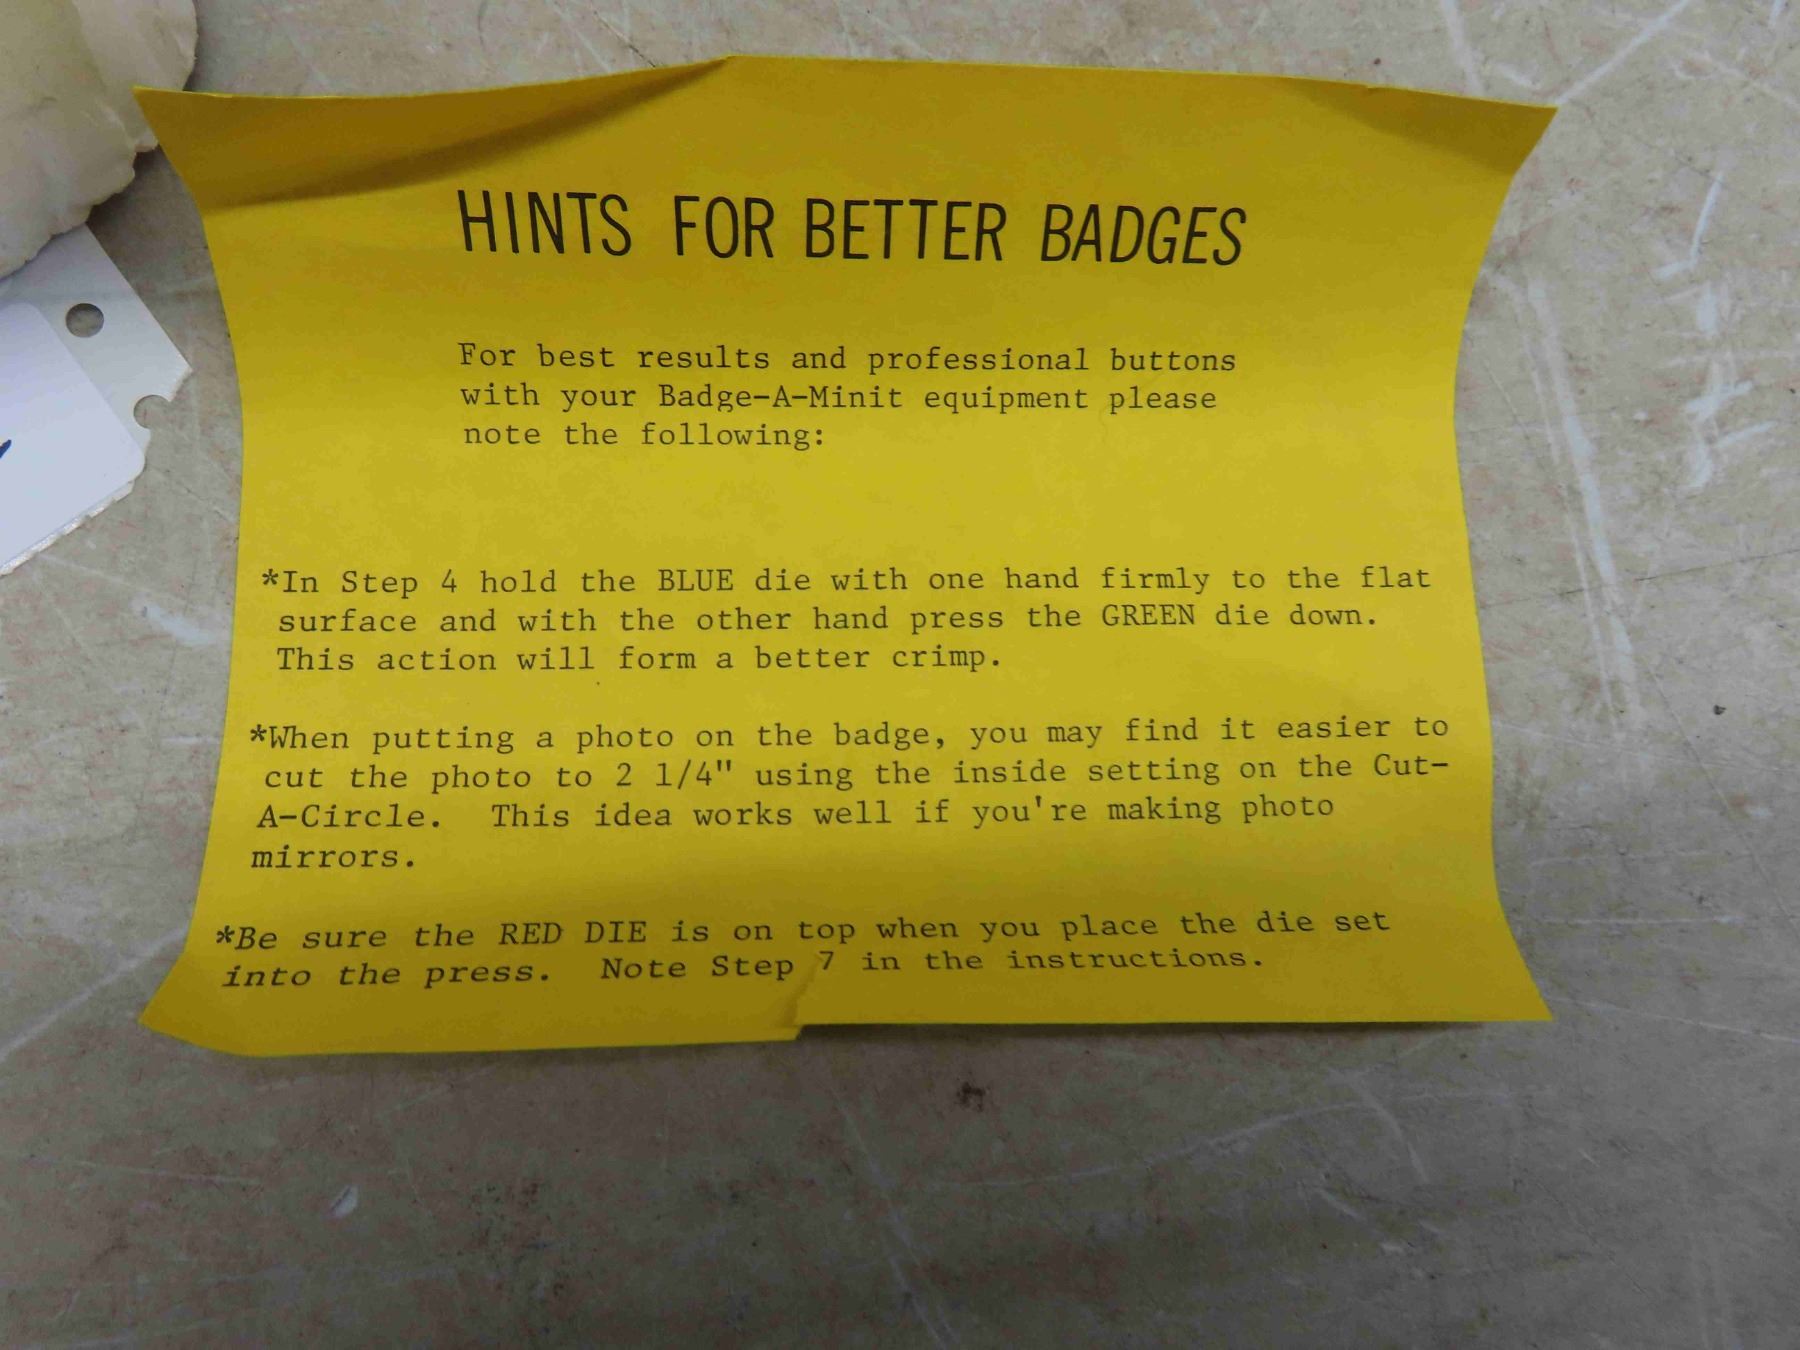 HINTS FOR BETTER BADGES
For best results and professional buttons
with your Badge-A-Minit equipment please
note the following:
*In Step 4 hold the BLUE die with one hand firmly to the flat
surface and with the other hand press the GREEN die down.
This action will form a better crimp.
*When putting a photo on the badge, you may find it easier to
cut the photo to 2 1/4" using the inside setting on the Cut-
A-Circle. This idea works well if you're making photo
mirrors.
*Be sure the RED DIE is on top when you place the die set
into the press. Note Step 7 in the instructions.